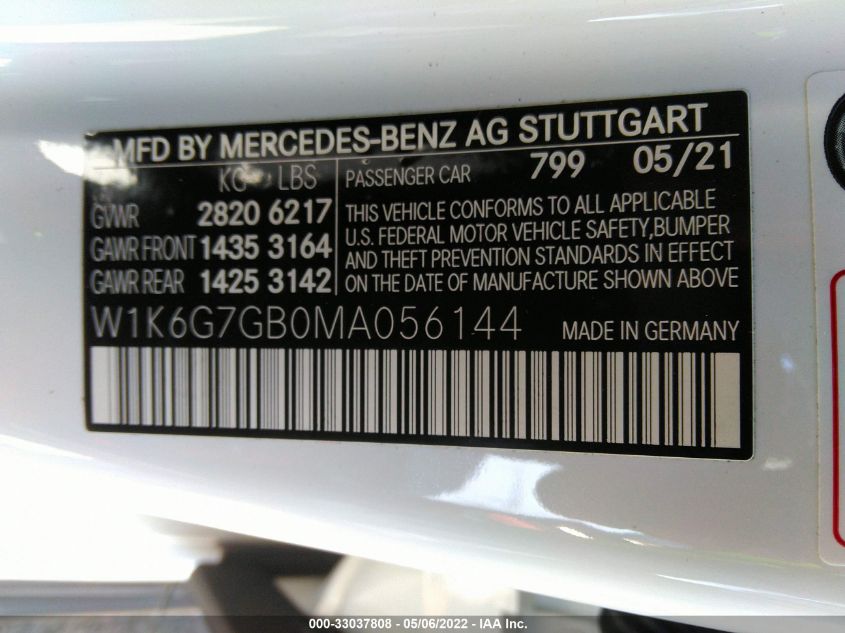 MFD BY MERCEDES-BENZ AG STUTTGART
KG LBS
GVWR 2820 6217
GAWR FRONT 1435 3164
GAWR REAR 1425 3142
PASSENGER CAR 799 05/21
THIS VEHICLE CONFORMS TO ALL APPLICABLE
U.S. FEDERAL MOTOR VEHICLE SAFETY,BUMPER
AND THEFT PREVENTION STANDARDS IN EFFECT
ON THE DATE OF MANUFACTURE SHOWN ABOVE
W1K6G7GB0MA056144 MADE IN GERMANY
000-33037808 - 05/06/2022 - IAA Inc.